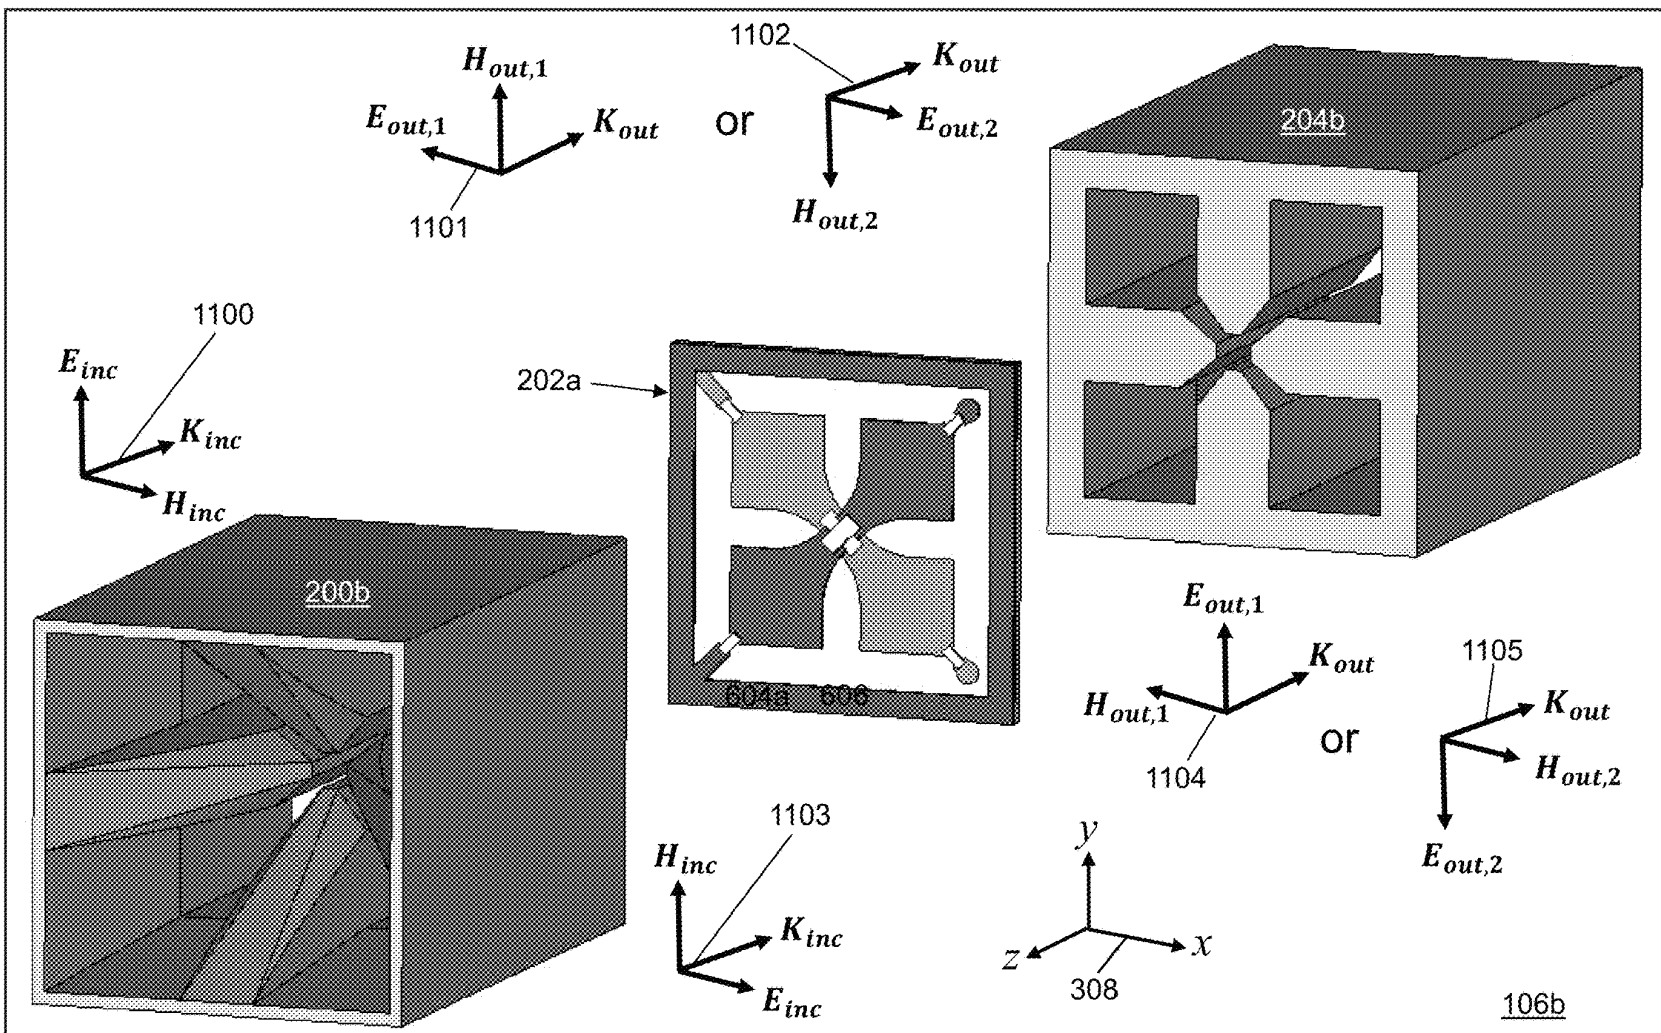 1102
H_out,1
K_out
E_out,1
K_out
or
E_out,2
204b
1101
H_out,2
1100
E_inc
202a
K_inc
H_inc
200b
E_out,1
604a 606
K_out
1105
H_out,1
K_out
or
1104
H_out,2
1103
H_inc
y
E_out,2
K_inc
z
x
E_inc
308
106b